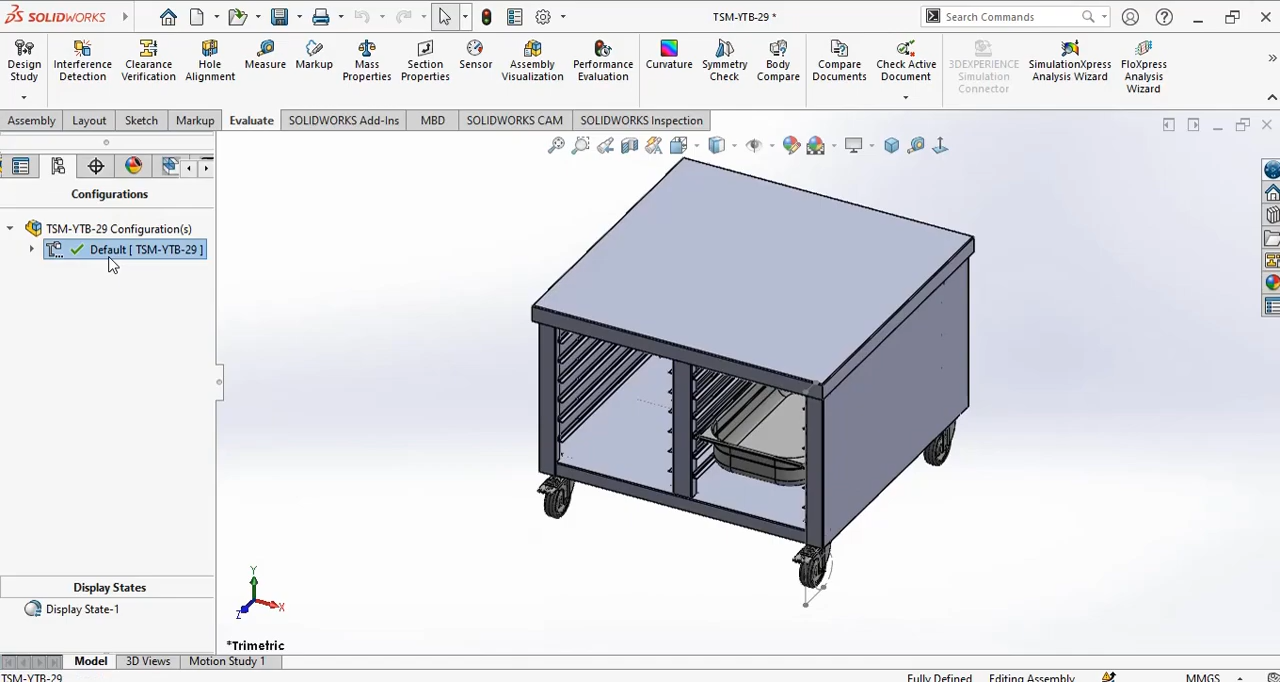 SOLIDWORKS
TSM-YTB-29 *
Search Commands
Design Study
Interference Detection
Clearance Verification
Hole Alignment
Measure
Markup
Mass Properties
Section Properties
Sensor
Assembly Visualization
Performance Evaluation
Curvature
Symmetry Check
Body Compare
Compare Documents
Check Active Document
3DEXPERIENCE Simulation Connector
SimulationXpress Analysis Wizard
FloXpress Analysis Wizard
Assembly
Layout
Sketch
Markup
Evaluate
SOLIDWORKS Add-Ins
MBD
SOLIDWORKS CAM
SOLIDWORKS Inspection
Configurations
TSM-YTB-29 Configuration(s)
Default [ TSM-YTB-29 ]
Display States
Display State-1
Y
X
Z
*Trimetric
Model
3D Views
Motion Study 1
TSM-YTB-29
Fully Defined
Editing Assembly
MMGS